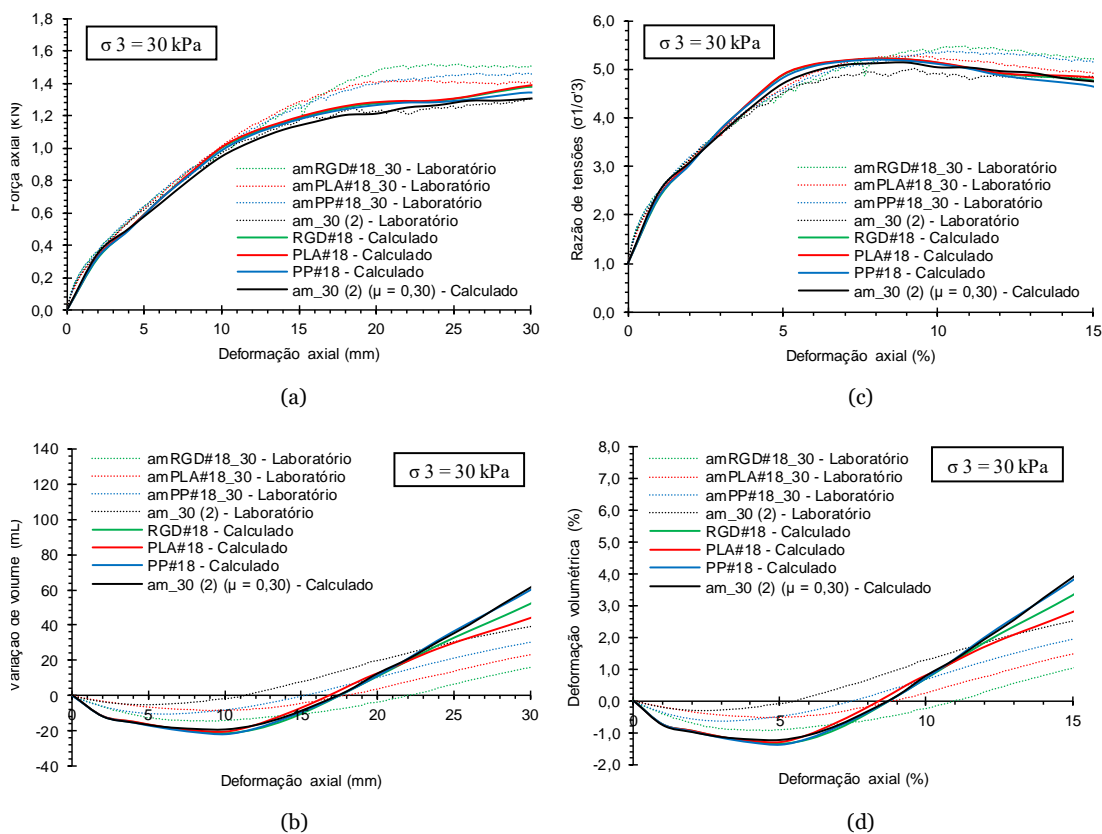 1,8
1,6
1,4
1,2
1,0
0,8
0,6
0,4
0,2
0,0
Força axial (KN)
σ 3 = 30 kPa
amRGD#18_30 - Laboratório
amPLA#18_30 - Laboratório
amPP#18_30 - Laboratório
am_30 (2) - Laboratório
RGD#18 - Calculado
PLA#18 - Calculado
PP#18 - Calculado
am_30 (2) (μ = 0,30) - Calculado
0 5 10 15 20 25 30
Deformação axial (mm)
(a)
6,0
5,0
4,0
3,0
2,0
1,0
0,0
Razão de tensões (σ1/σ3)
σ 3 = 30 kPa
amRGD#18_30 - Laboratório
amPLA#18_30 - Laboratório
amPP#18_30 - Laboratório
am_30 (2) - Laboratório
RGD#18 - Calculado
PLA#18 - Calculado
PP#18 - Calculado
am_30 (2) (μ = 0,30) - Calculado
0 5 10 15
Deformação axial (%)
(c)
140
120
100
80
60
40
20
0
-20
-40
Variação de volume (mL)
amRGD#18_30 - Laboratório
amPLA#18_30 - Laboratório
amPP#18_30 - Laboratório
am_30 (2) - Laboratório
RGD#18 - Calculado
PLA#18 - Calculado
PP#18 - Calculado
am_30 (2) (μ = 0,30) - Calculado
σ 3 = 30 kPa
0 5 10 15 20 25 30
Deformação axial (mm)
(b)
8,0
7,0
6,0
5,0
4,0
3,0
2,0
1,0
0,0
-1,0
-2,0
Deformação volumétrica (%)
amRGD#18_30 - Laboratório
amPLA#18_30 - Laboratório
amPP#18_30 - Laboratório
am_30 (2) - Laboratório
RGD#18 - Calculado
PLA#18 - Calculado
PP#18 - Calculado
am_30 (2) (μ = 0,30) - Calculado
σ 3 = 30 kPa
0 5 10 15
Deformação axial (%)
(d)